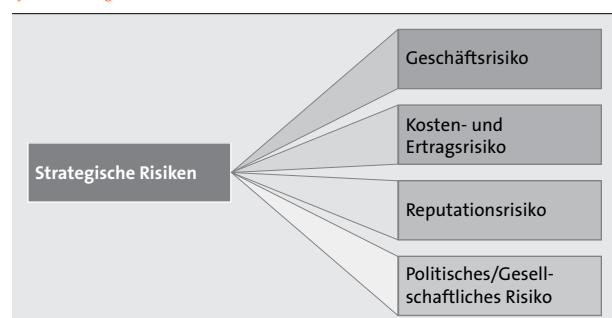 Strategische Risiken
Geschäftsrisiko
Kosten- und
Ertragsrisiko
Reputationsrisiko
Politisches/Gesell-
schaftliches Risiko